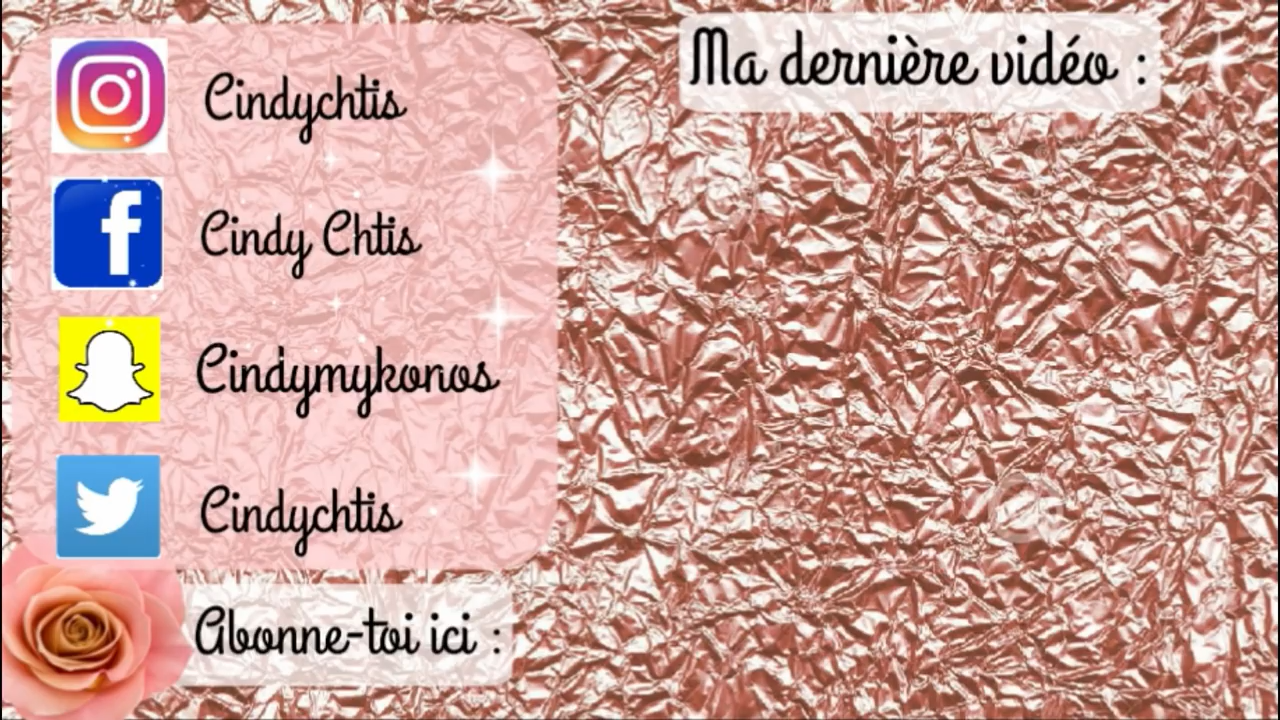 Cindychtis
Cindy Chtis
Cindymykonos
Cindychtis
Abonne-toi ici :
Ma dernière vidéo :